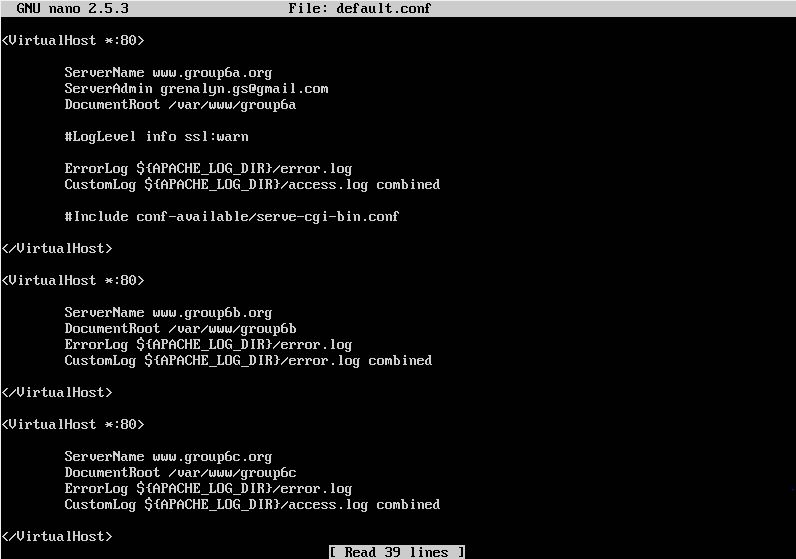 GNU nano 2.5.3 File: default.conf
<VirtualHost *:80>
ServerName www.group6a.org
ServerAdmin grenalyn.gs@gmail.com
DocumentRoot /var/www/group6a
#LogLevel info ssl:warn
ErrorLog ${APACHE_LOG_DIR}/error.log
CustomLog ${APACHE_LOG_DIR}/access.log combined
#Include conf-available/serve-cgi-bin.conf
</VirtualHost>
<VirtualHost *:80>
ServerName www.group6b.org
DocumentRoot /var/www/group6b
ErrorLog ${APACHE_LOG_DIR}/error.log
CustomLog ${APACHE_LOG_DIR}/error.log combined
</VirtualHost>
<VirtualHost *:80>
ServerName www.group6c.org
DocumentRoot /var/www/group6c
ErrorLog ${APACHE_LOG_DIR}/error.log
CustomLog ${APACHE_LOG_DIR}/access.log combined
</VirtualHost>
[ Read 39 lines ]